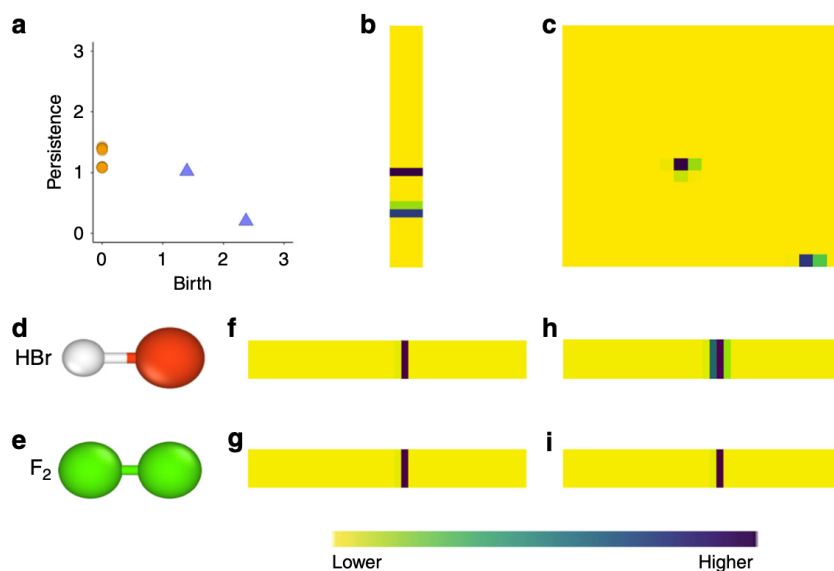 a
b
c
3
2
1
0
Persistence
0 1 2 3
Birth
d
HBr
f
h
e
F₂
g
i
Lower Higher